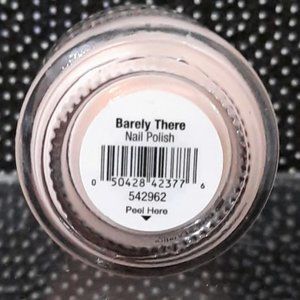 Barely There
Nail Polish
0 50428 42377 6
542962
Peel Here